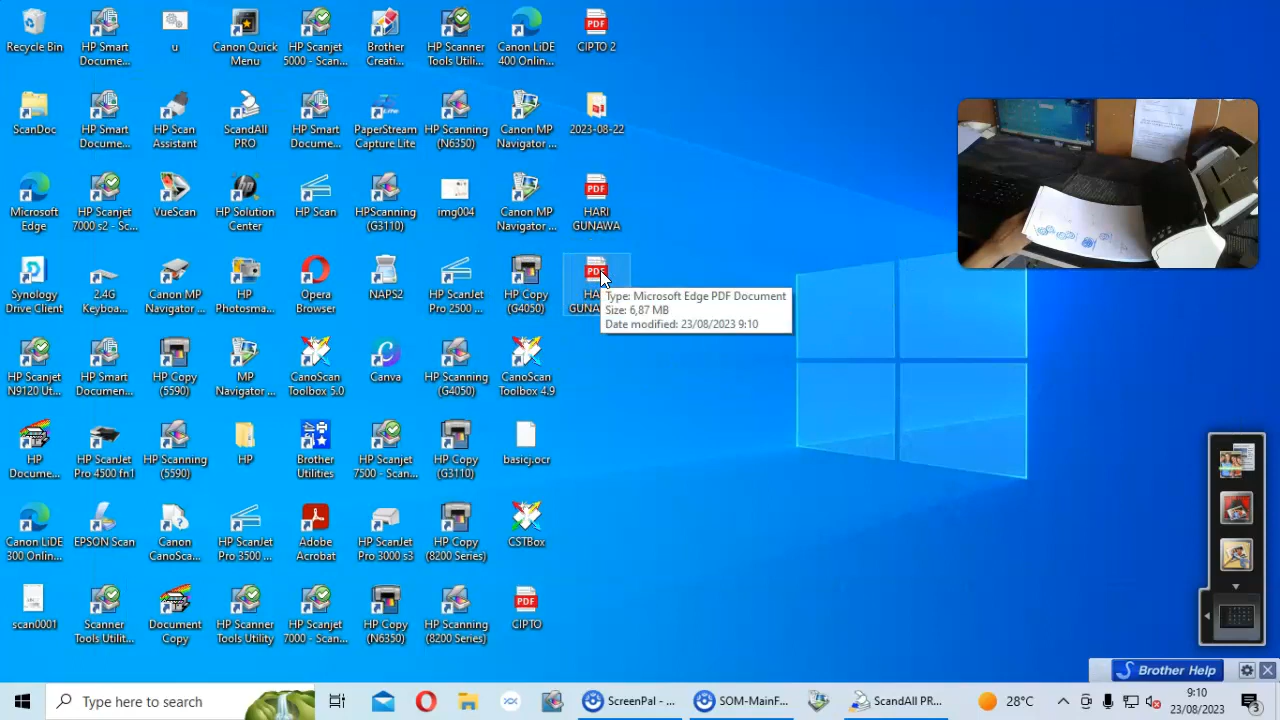 Recycle Bin
HP Smart
Docume...
u
Canon Quick
Menu
HP Scanjet
5000 - Scan...
Brother
Creati...
HP Scanner
Tools Utili...
Canon LiDE
400 Onlin...
PDF
CIPTO 2
ScanDoc
HP Smart
Docume...
HP Scan
Assistant
ScandAll
PRO
HP Smart
Docume...
PaperStream
Capture Lite
HP Scanning
(N6350)
Canon MP
Navigator ...
2023-08-22
Microsoft
Edge
HP Scanjet
7000 s2 - Sc...
VueScan
HP Solution
Center
HP Scan
HPScanning
(G3110)
img004
Canon MP
Navigator ...
PDF
HARI
GUNAWA...
Synology
Drive Client
2.4G
Keyboa...
Canon MP
Navigator ...
HP
Photosma...
Opera
Browser
NAPS2
HP ScanJet
Pro 2500 ...
HP Copy
(G4050)
PDF
Type: Microsoft Edge PDF Document
Size: 6,87 MB
Date modified: 23/08/2023 9:10
HP Scanjet
N9120 Ut...
HP Smart
Documen...
HP Copy
(5590)
MP
Navigator ...
CanoScan
Toolbox 5.0
Canva
HP Scanning
(G4050)
CanoScan
Toolbox 4.9
HP
Docume...
HP ScanJet
Pro 4500 fn1
HP Scanning
(5590)
HP
Brother
Utilities
HP Scanjet
7500 - Scan...
HP Copy
(G3110)
basicj.ocr
Canon LiDE
300 Onlin...
EPSON Scan
Canon
CanoSca...
HP ScanJet
Pro 3500 ...
Adobe
Acrobat
HP ScanJet
Pro 3000 s3
HP Copy
(8200 Series)
CSTBox
scan0001
Scanner
Tools Utilit...
Document
Copy
HP Scanner
Tools Utility
HP Scanjet
7000 - Scan...
HP Copy
(N6350)
HP Scanning
(8200 Series)
PDF
CIPTO
Brother Help
Type here to search
ScreenPal - ...
SOM-MainF...
ScandAll PR...
28°C
9:10
23/08/2023
3